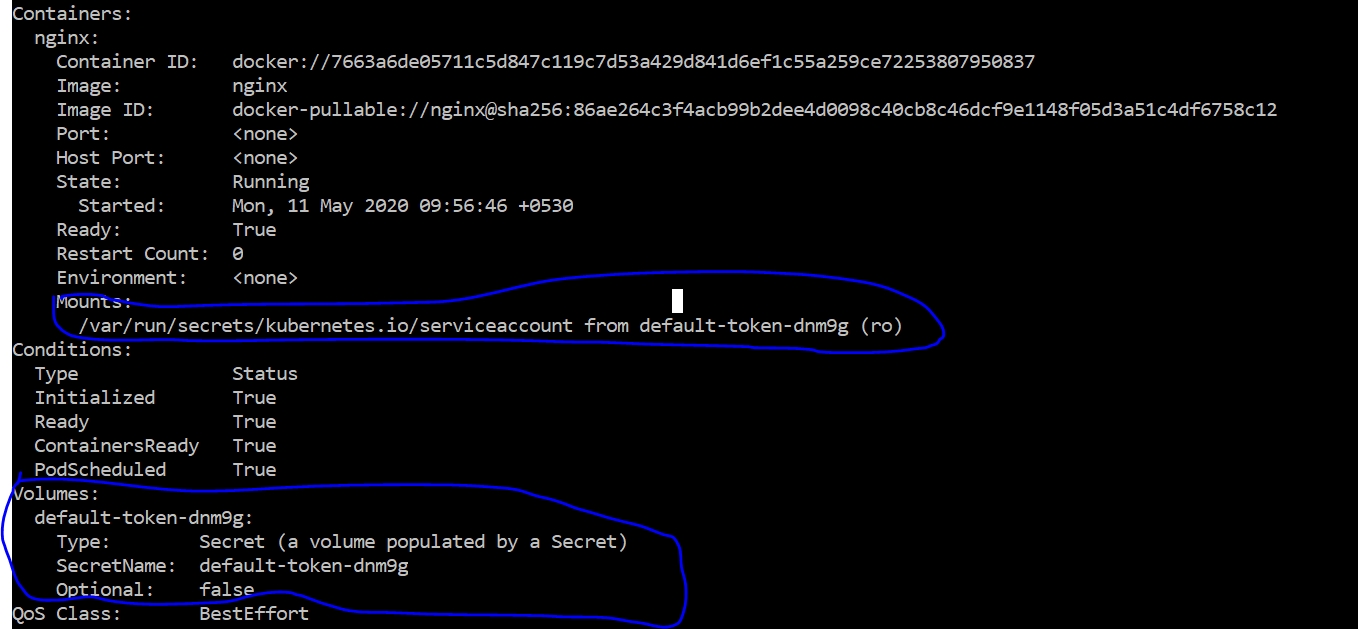 Containers:
  nginx:
    Container ID:   docker://7663a6de05711c5d847c119c7d53a429d841d6ef1c55a259ce72253807950837
    Image:          nginx
    Image ID:       docker-pullable://nginx@sha256:86ae264c3f4acb99b2dee4d0098c40cb8c46dcf9e1148f05d3a51c4df6758c12
    Port:           <none>
    Host Port:      <none>
    State:          Running
      Started:      Mon, 11 May 2020 09:56:46 +0530
    Ready:          True
    Restart Count:  0
    Environment:    <none>
    Mounts:
      /var/run/secrets/kubernetes.io/serviceaccount from default-token-dnm9g (ro)
Conditions:
  Type              Status
  Initialized       True
  Ready             True
  ContainersReady   True
  PodScheduled      True
Volumes:
  default-token-dnm9g:
    Type:        Secret (a volume populated by a Secret)
    SecretName:  default-token-dnm9g
    Optional:    false
QoS Class:       BestEffort